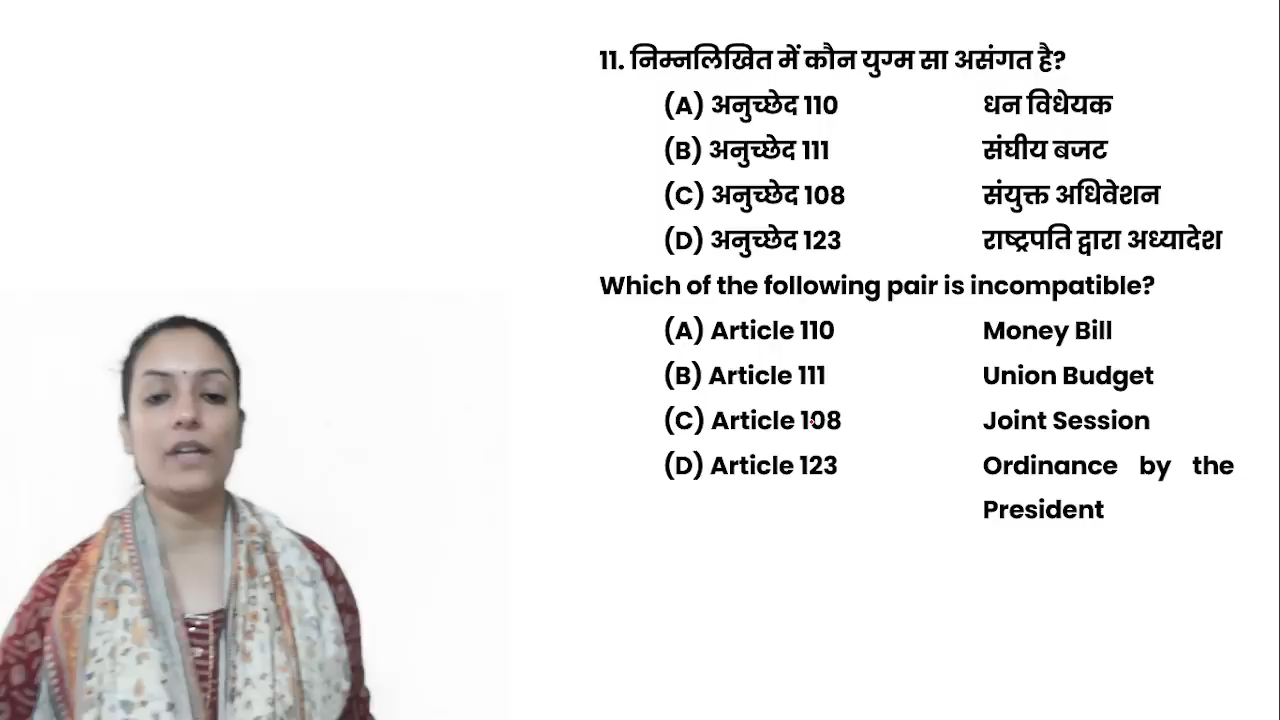 11. निम्नलिखित में कौन युग्म सा असंगत है?
(A) अनुच्छेद 110 धन विधेयक
(B) अनुच्छेद 111 संघीय बजट
(C) अनुच्छेद 108 संयुक्त अधिवेशन
(D) अनुच्छेद 123 राष्ट्रपति द्वारा अध्यादेश
Which of the following pair is incompatible?
(A) Article 110 Money Bill
(B) Article 111 Union Budget
(C) Article 108 Joint Session
(D) Article 123 Ordinance by the
President